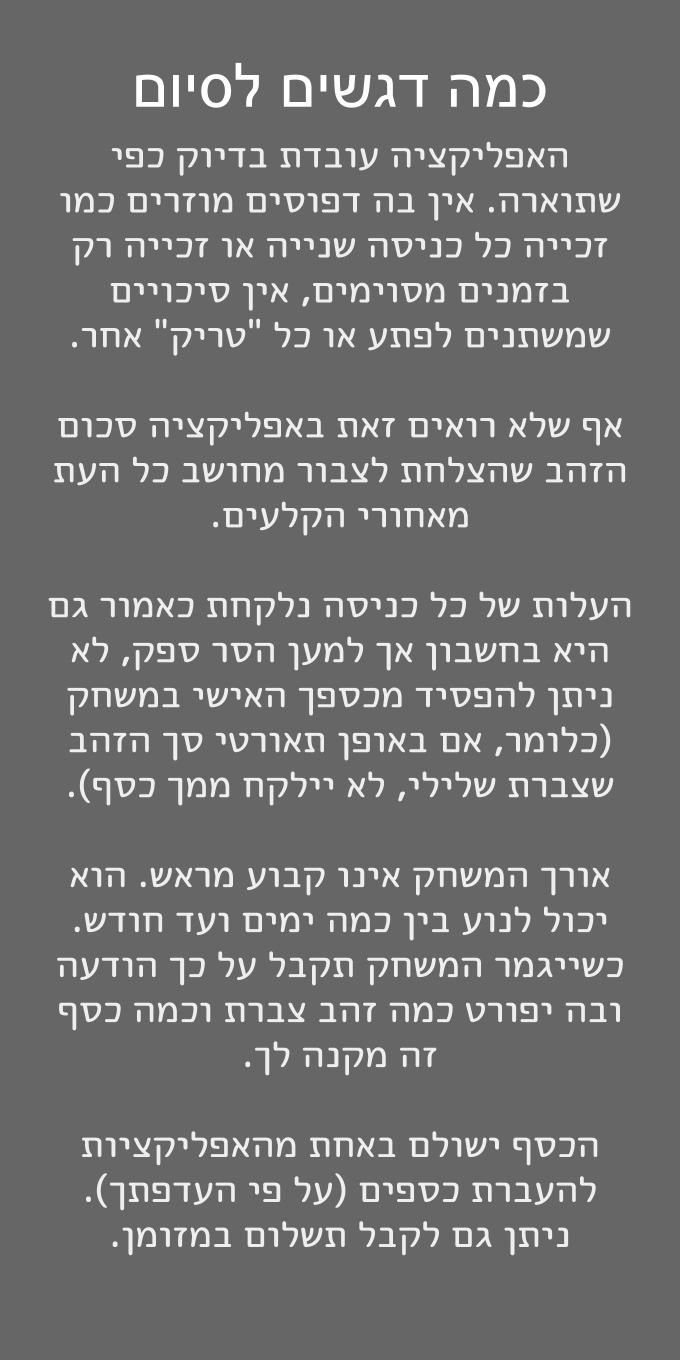 כמה דגשים לסיום
האפליקציה עובדת בדיוק כפי
שתוארה. אין בה דפוסים מוזרים כמו
זכייה כל כניסה שנייה או זכייה רק
בזמנים מסוימים, אין סיכויים
שמשתנים לפתע או כל "טריק" אחר.
אף שלא רואים זאת באפליקציה סכום
הזהב שהצלחת לצבור מחושב כל העת
מאחורי הקלעים.
העלות של כל כניסה נלקחת כאמור גם
היא בחשבון אך למען הסר ספק, לא
ניתן להפסיד מכספך האישי במשחק
(כלומר, אם באופן תאורטי סך הזהב
שצברת שלילי, לא יילקח ממך כסף).
אורך המשחק אינו קבוע מראש. הוא
יכול לנוע בין כמה ימים ועד חודש.
כשייגמר המשחק תקבל על כך הודעה
ובה יפורט כמה זהב צברת וכמה כסף
זה מקנה לך.
הכסף ישולם באחת מהאפליקציות
להעברת כספים (על פי העדפתך).
ניתן גם לקבל תשלום במזומן.